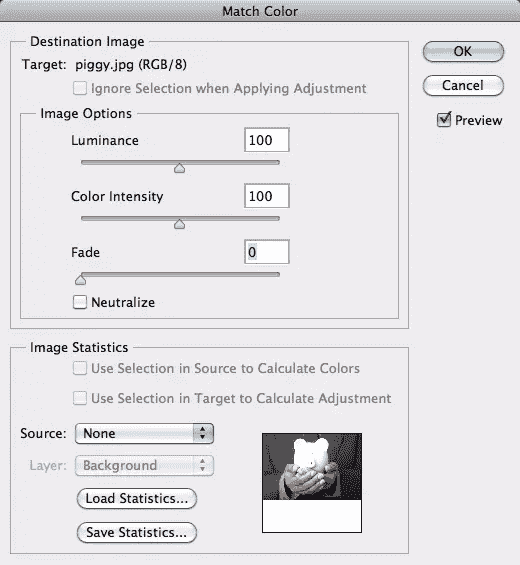 Match Color
Destination Image
Target: piggy.jpg (RGB/8)
Ignore Selection when Applying Adjustment
Image Options
Luminance 100
Color Intensity 100
Fade 0
Neutralize
OK
Cancel
Preview
Image Statistics
Use Selection in Source to Calculate Colors
Use Selection in Target to Calculate Adjustment
Source: None
Layer: Background
Load Statistics...
Save Statistics...